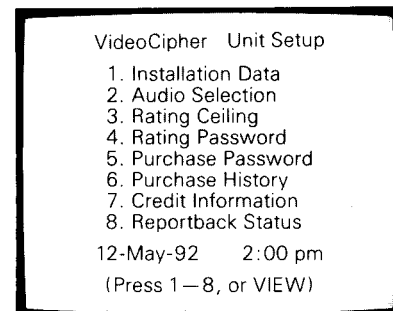 VideoCipher Unit Setup
1. Installation Data
2. Audio Selection
3. Rating Ceiling
4. Rating Password
5. Purchase Password
6. Purchase History
7. Credit Information
8. Reportback Status
12-May-92 2:00 pm
(Press 1—8, or VIEW)